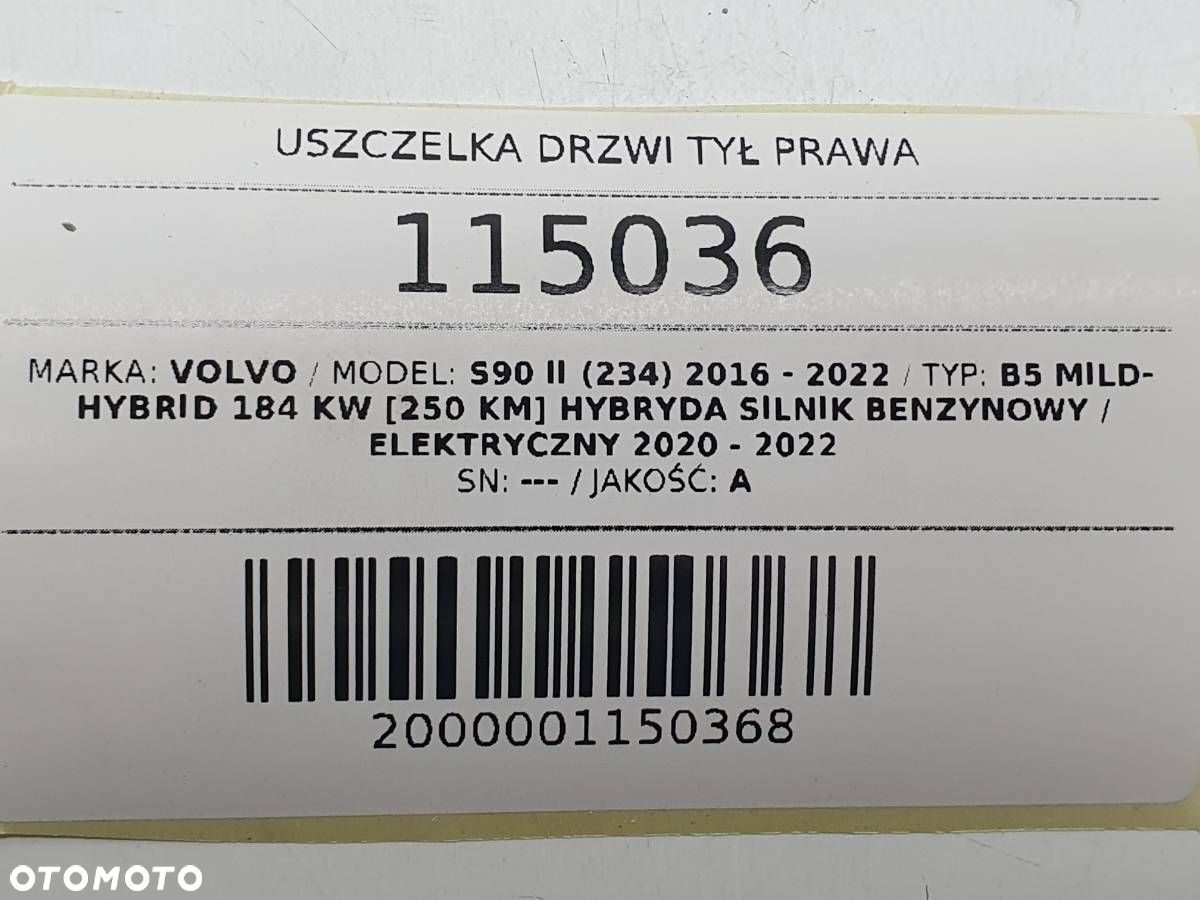 USZCZELKA DRZWI TYŁ PRAWA
115036
MARKA: VOLVO / MODEL: S90 II (234) 2016 - 2022 / TYP: B5 MILD-
HYBRID 184 KW [250 KM] HYBRYDA SILNIK BENZYNOWY /
ELEKTRYCZNY 2020 - 2022
SN: --- / JAKOŚĆ: A
2000001150368
OTOMOTO